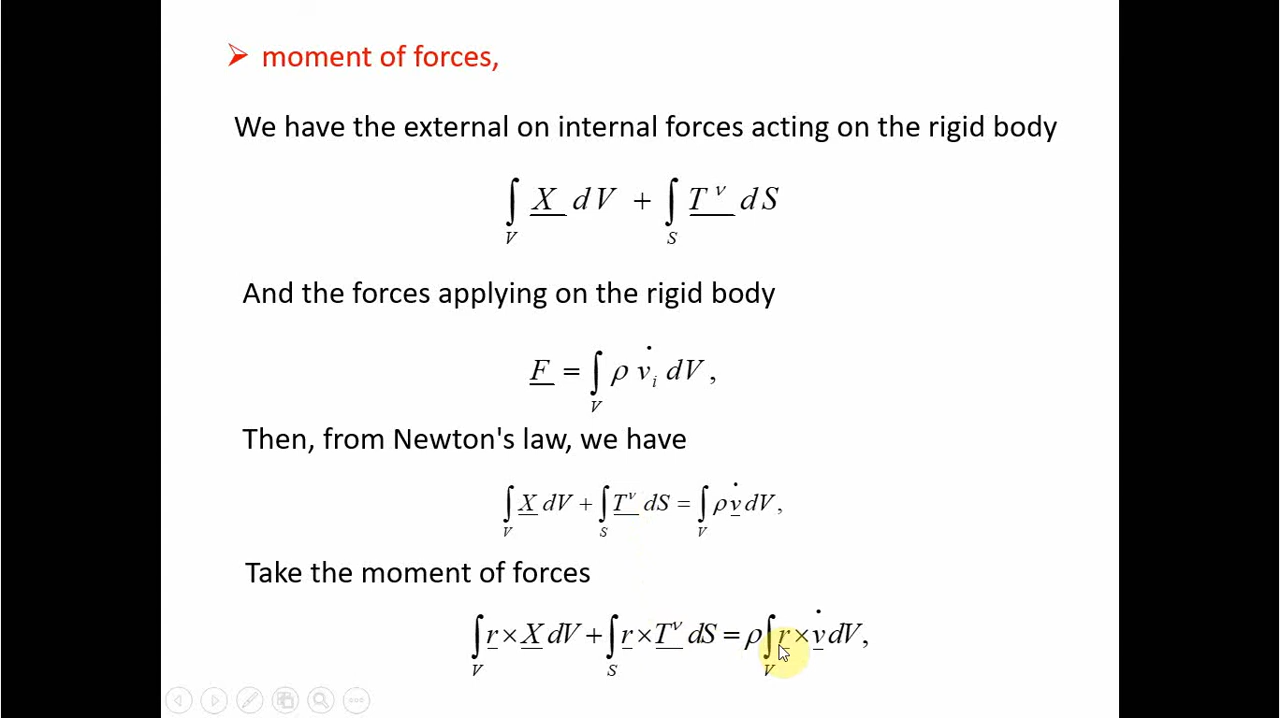 ➢ moment of forces,
We have the external on internal forces acting on the rigid body
∫_V X̲ dV + ∫_S T̲^ν dS
And the forces applying on the rigid body
F̲ = ∫_V ρ v̇_i dV ,
Then, from Newton's law, we have
∫_V X̲ dV + ∫_S T̲^ν dS = ∫_V ρ v̲̇ dV,
Take the moment of forces
∫_V r̲ × X̲ dV + ∫_S r̲ × T̲^ν dS = ρ ∫_V r̲ × v̲̇ dV,